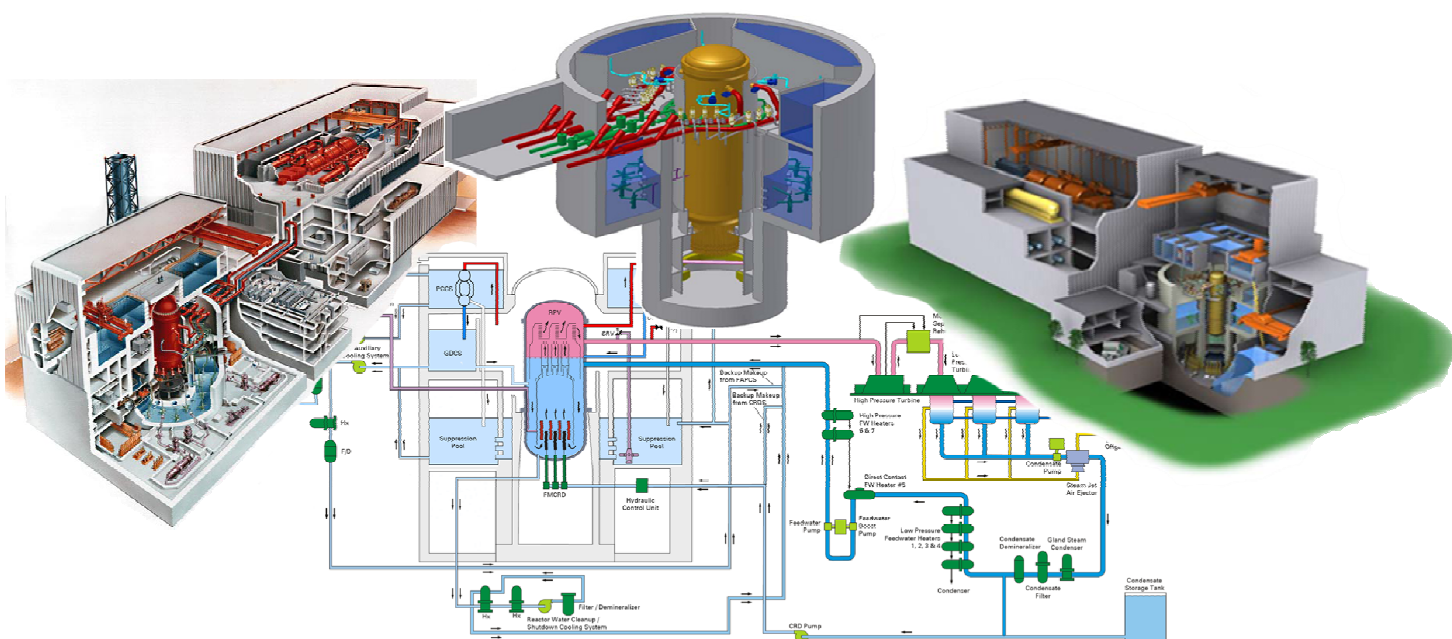 PCCS
RPV
GDCS
SRV
Auxiliary
Cooling System
Backup Makeup
from FAPCS
Backup Makeup
from CRDS
High Pressure Turbine
High Pressure
FW Heaters
6 & 7
Hx
F/D
Suppression
Pool
Suppression
Pool
FMCRD
Hydraulic
Control Unit
Direct Contact
FW Heater #5
Condensate
Pump
Steam Jet
Air Ejector
Feedwater
Pump
Feedwater
Boost
Pump
Low Pressure
Feedwater Heaters
1, 2, 3 & 4
Condenser
Condensate
Demineralizer
Gland Steam
Condenser
Condensate
Filter
Condensate
Storage Tank
Hx
Hx
Filter / Demineralizer
Reactor Water Cleanup /
Shutdown Cooling System
CRD Pump